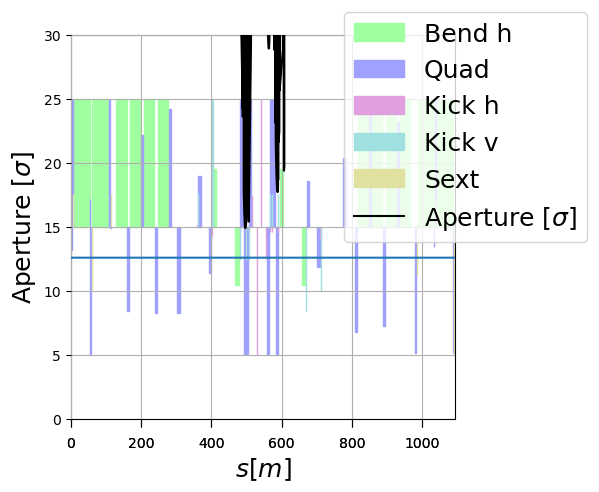 Bend h
Quad
Kick h
Kick v
Sext
Aperture [σ]
30
25
20
15
10
5
0
Aperture [σ]
0 200 400 600 800 1000
s[m]